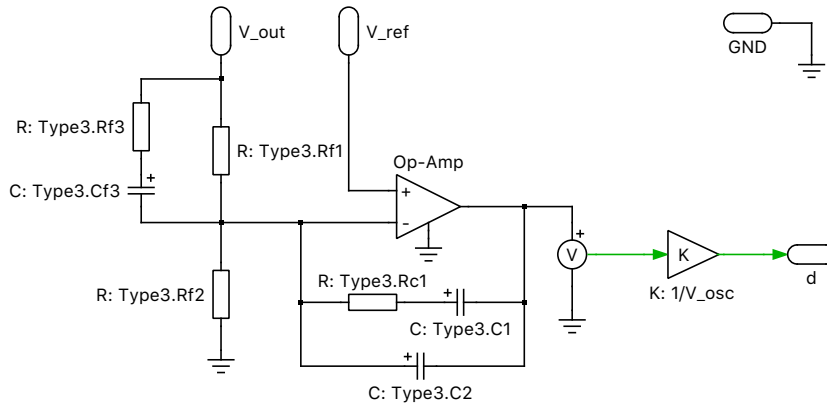 V_out
V_ref
GND
R: Type3.Rf3
R: Type3.Rf1
Op-Amp
C: Type3.Cf3
+
+
-
+
V
K
d
R: Type3.Rf2
R: Type3.Rc1
+
K: 1/V_osc
C: Type3.C1
+
C: Type3.C2